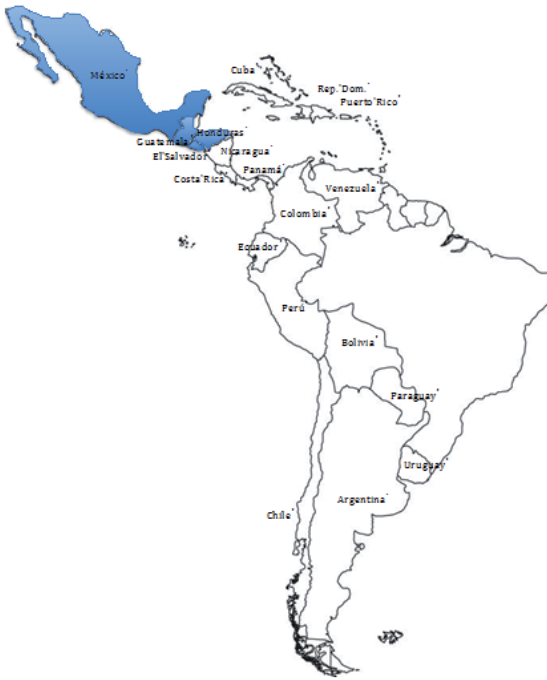 México
Cuba
Rep. Dom.
Puerto Rico
Honduras
Guatemala
Nicaragua
El Salvador
Panamá
Costa Rica
Venezuela
Colombia
Ecuador
Perú
Bolivia
Paraguay
Uruguay
Argentina
Chile